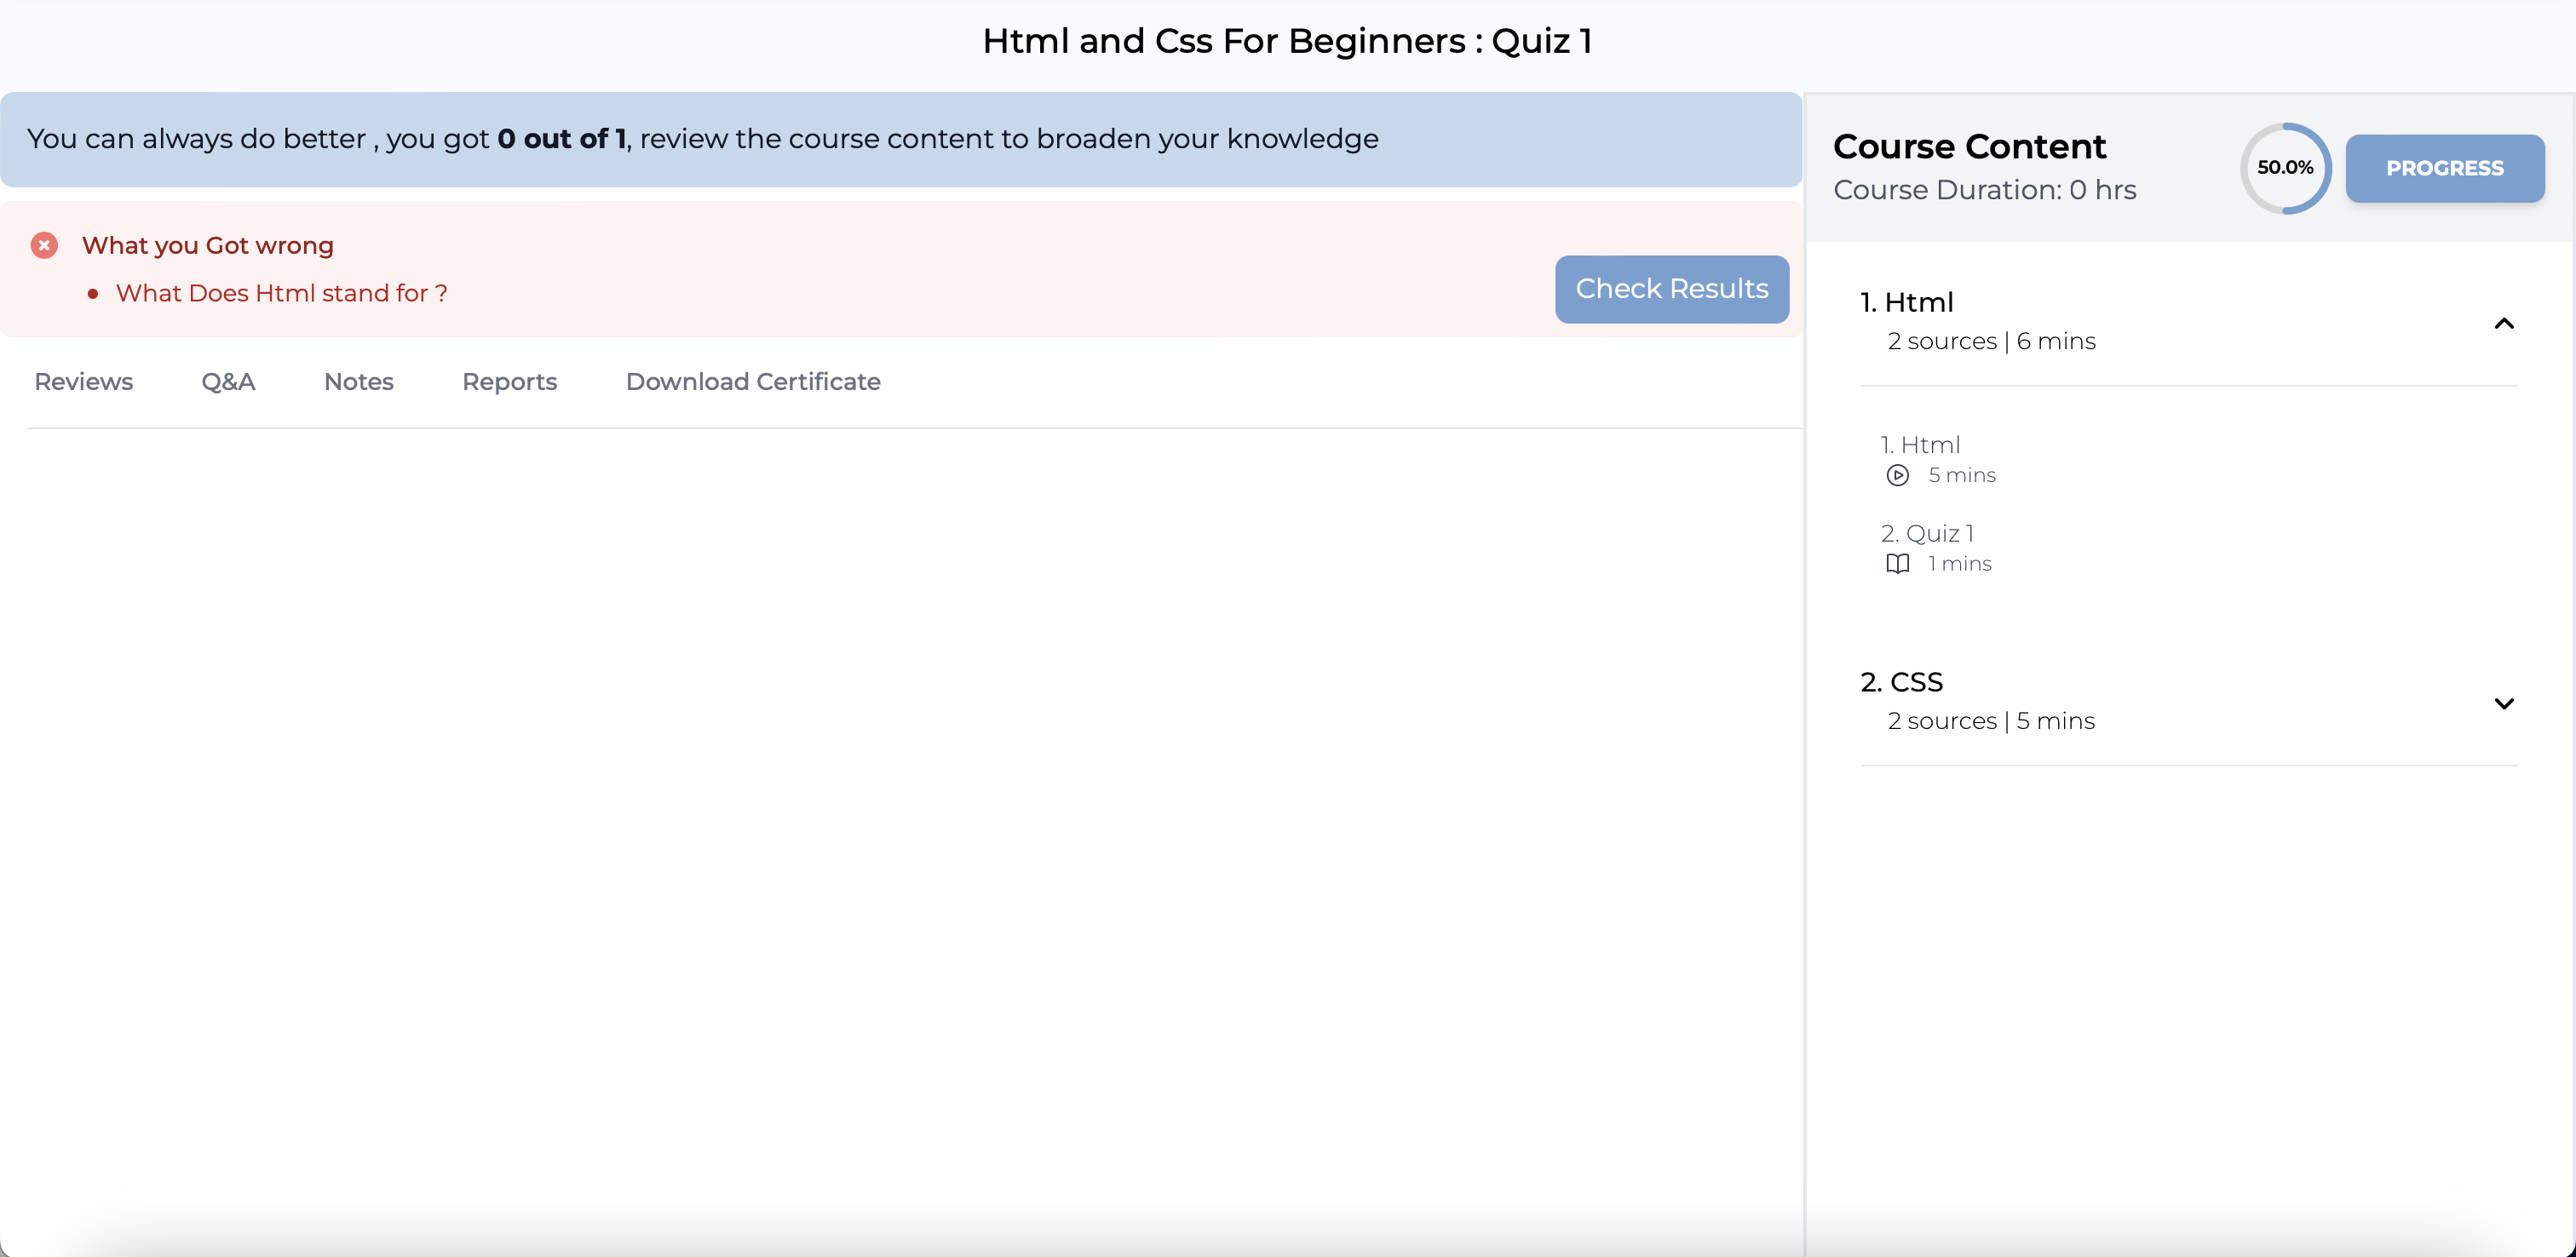 Html and Css For Beginners : Quiz 1
You can always do better , you got 0 out of 1, review the course content to broaden your knowledge
What you Got wrong
What Does Html stand for ?
Check Results
Reviews
Q&A
Notes
Reports
Download Certificate
Course Content
Course Duration: 0 hrs
50.0%
PROGRESS
1. Html
2 sources | 6 mins
1. Html
5 mins
2. Quiz 1
1 mins
2. CSS
2 sources | 5 mins